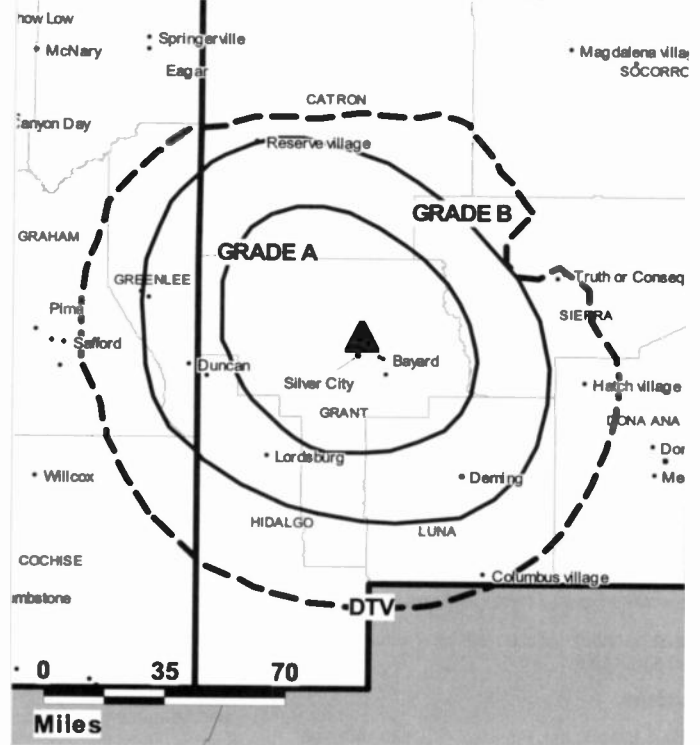 how Low
Springerville
McNary
Eagar
Magdalena villag
SOCORRO
CATRON
anyon Day
Reserve village
GRADE B
GRAHAM
GRADE A
GREENLEE
Truth or Conseq
Pima
SIERRA
Safford
Duncan
Bayard
Silver City
Hatch village
GRANT
DONA ANA
Lordsburg
Dor
Willcox
Deming
Me
HIDALGO
LUNA
COCHISE
Columbus village
mbstone
DTV
0 35 70
Miles